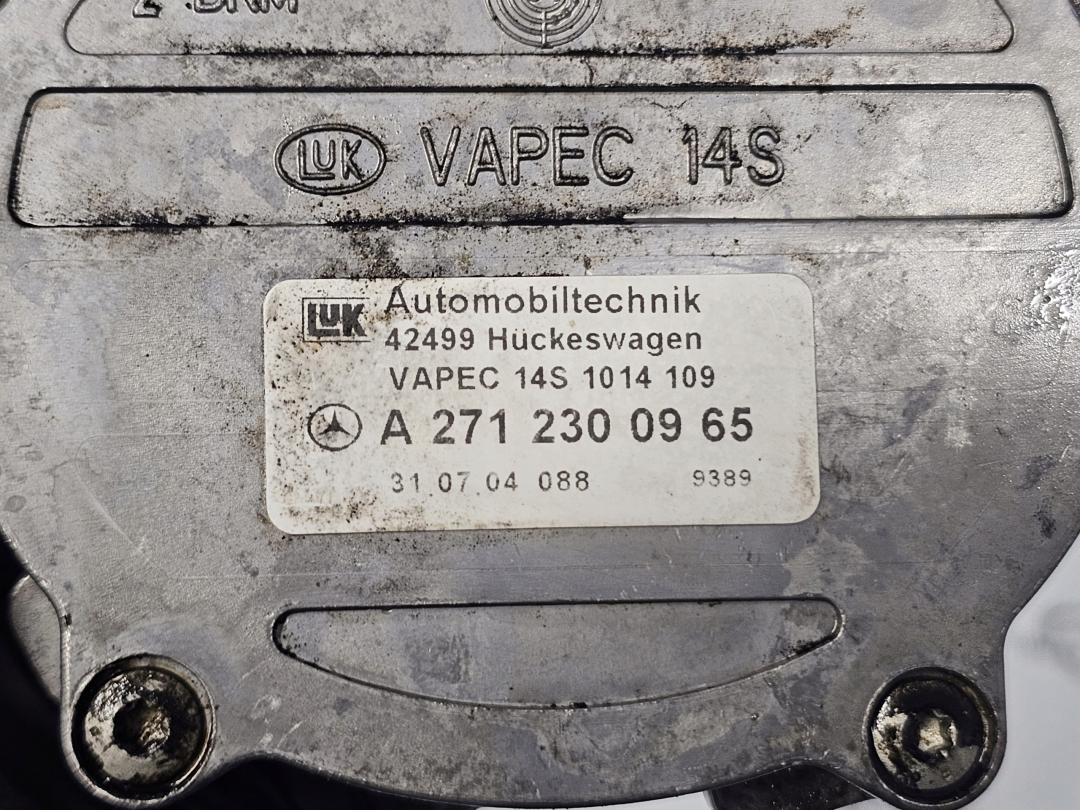 LUK VAPEC 14S
LUK Automobiltechnik
42499 Hückeswagen
VAPEC 14S 1014 109
A 271 230 09 65
31.07.04 088 9389